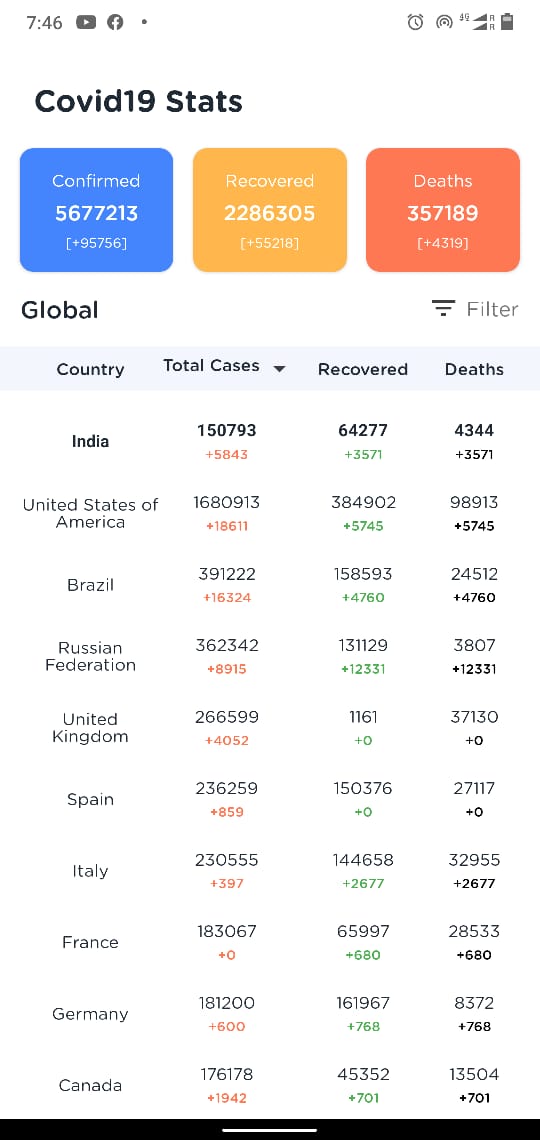 7:46
4G R R
Covid19 Stats
Confirmed Recovered Deaths
5677213 2286305 357189
[+95756] [+55218] [+4319]
Global Filter
Country Total Cases Recovered Deaths
India 150793 64277 4344
+5843 +3571 +3571
United States of America 1680913 384902 98913
+18611 +5745 +5745
Brazil 391222 158593 24512
+16324 +4760 +4760
Russian Federation 362342 131129 3807
+8915 +12331 +12331
United Kingdom 266599 1161 37130
+4052 +0 +0
Spain 236259 150376 27117
+859 +0 +0
Italy 230555 144658 32955
+397 +2677 +2677
France 183067 65997 28533
+0 +680 +680
Germany 181200 161967 8372
+600 +768 +768
Canada 176178 45352 13504
+1942 +701 +701